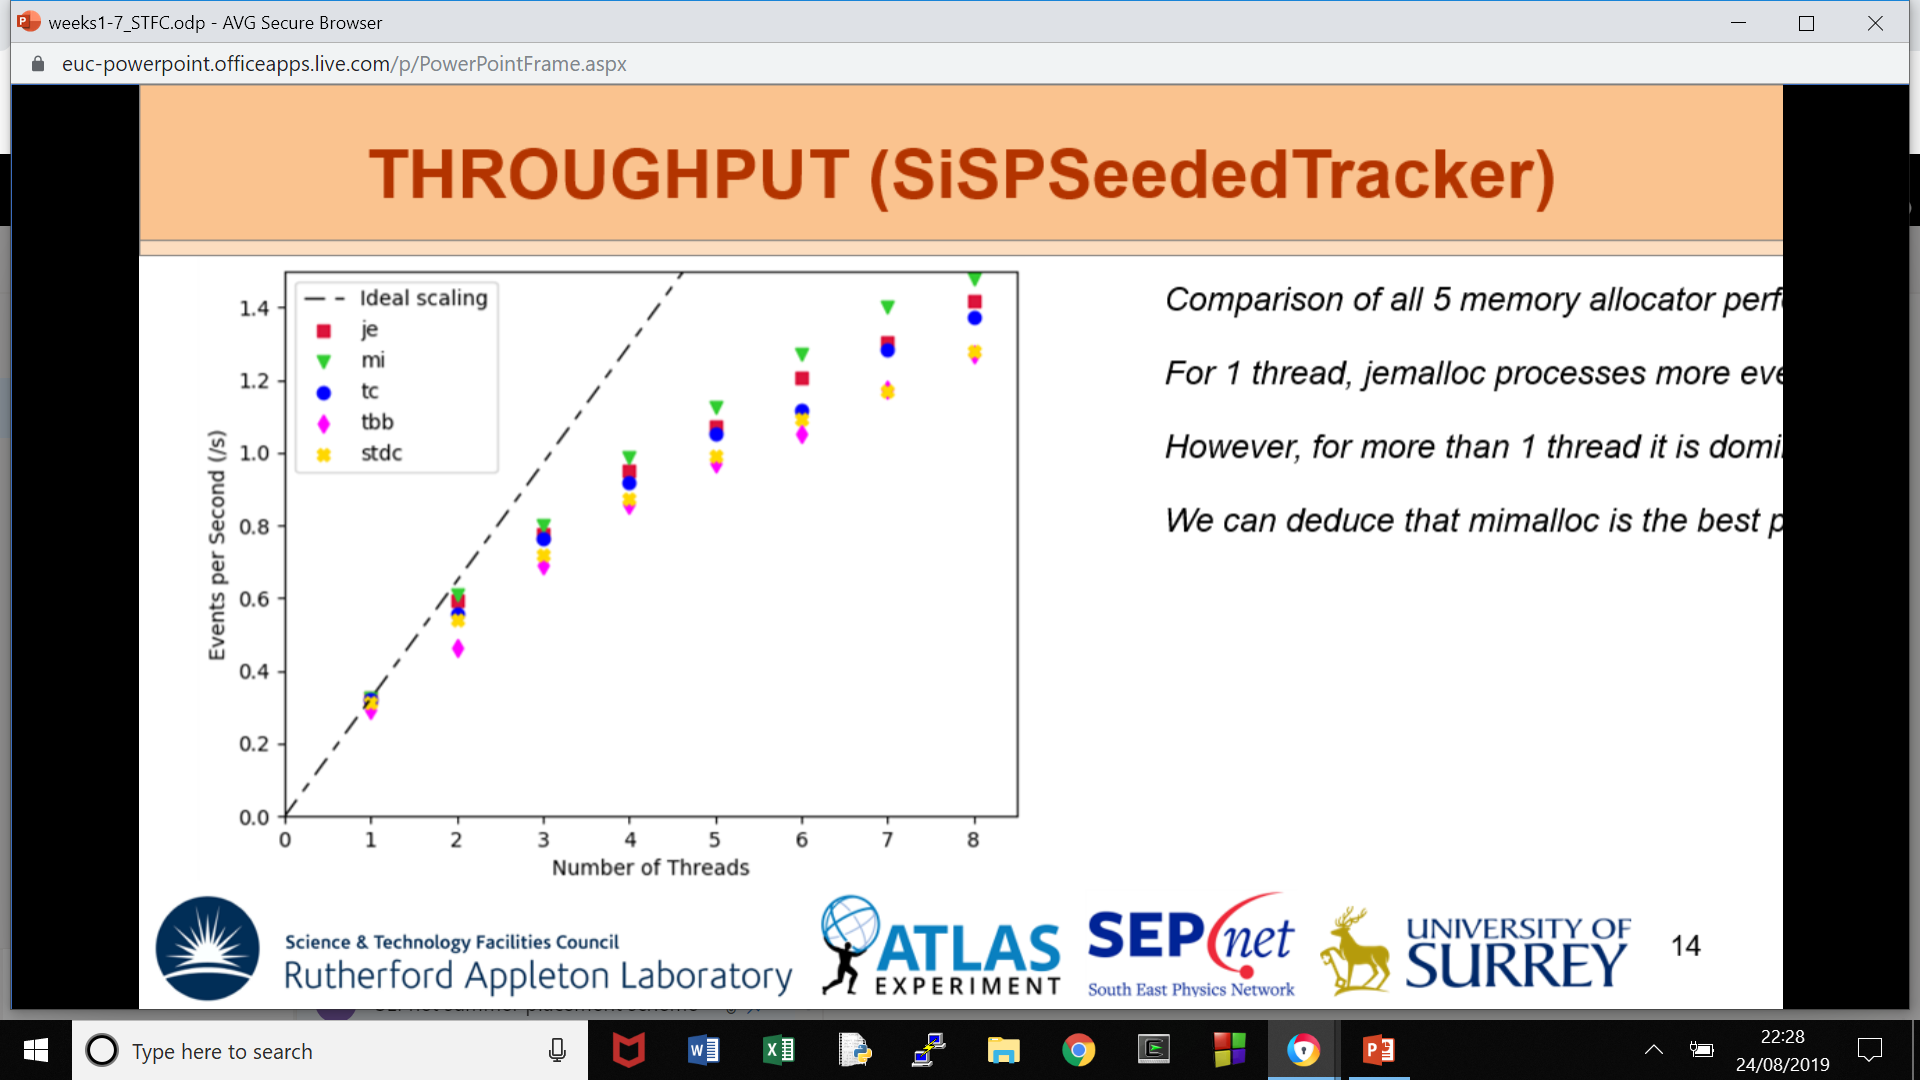 weeks1-7_STFC.odp - AVG Secure Browser
euc-powerpoint.officeapps.live.com/p/PowerPointFrame.aspx
THROUGHPUT (SiSPSeededTracker)
Ideal scaling
je
mi
tc
tbb
stdc
1.4
1.2
1.0
0.8
0.6
0.4
0.2
0.0
Events per Second (/s)
0 1 2 3 4 5 6 7 8
Number of Threads
Comparison of all 5 memory allocator perf
For 1 thread, jemalloc processes more eve
However, for more than 1 thread it is domi
We can deduce that mimalloc is the best p
Science & Technology Facilities Council
Rutherford Appleton Laboratory
ATLAS
EXPERIMENT
SEPnet
South East Physics Network
UNIVERSITY OF
SURREY
14
Type here to search
22:28
24/08/2019